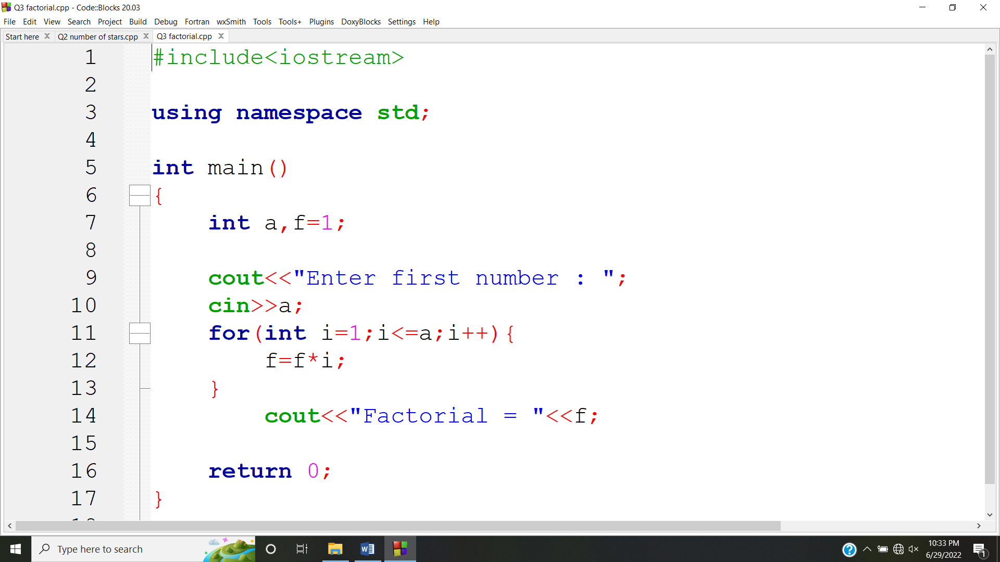 Q3 factorial.cpp - Code::Blocks 20.03
File Edit View Search Project Build Debug Fortran wxSmith Tools Tools+ Plugins DoxyBlocks Settings Help
Start here Q2 number of stars.cpp Q3 factorial.cpp
1 #include<iostream>
2
3 using namespace std;
4
5 int main()
6 {
7 int a,f=1;
8
9 cout<<"Enter first number : ";
10 cin>>a;
11 for(int i=1;i<=a;i++){
12 f=f*i;
13 }
14 cout<<"Factorial = "<<f;
15
16 return 0;
17 }
Type here to search
10:33 PM
6/29/2022
1